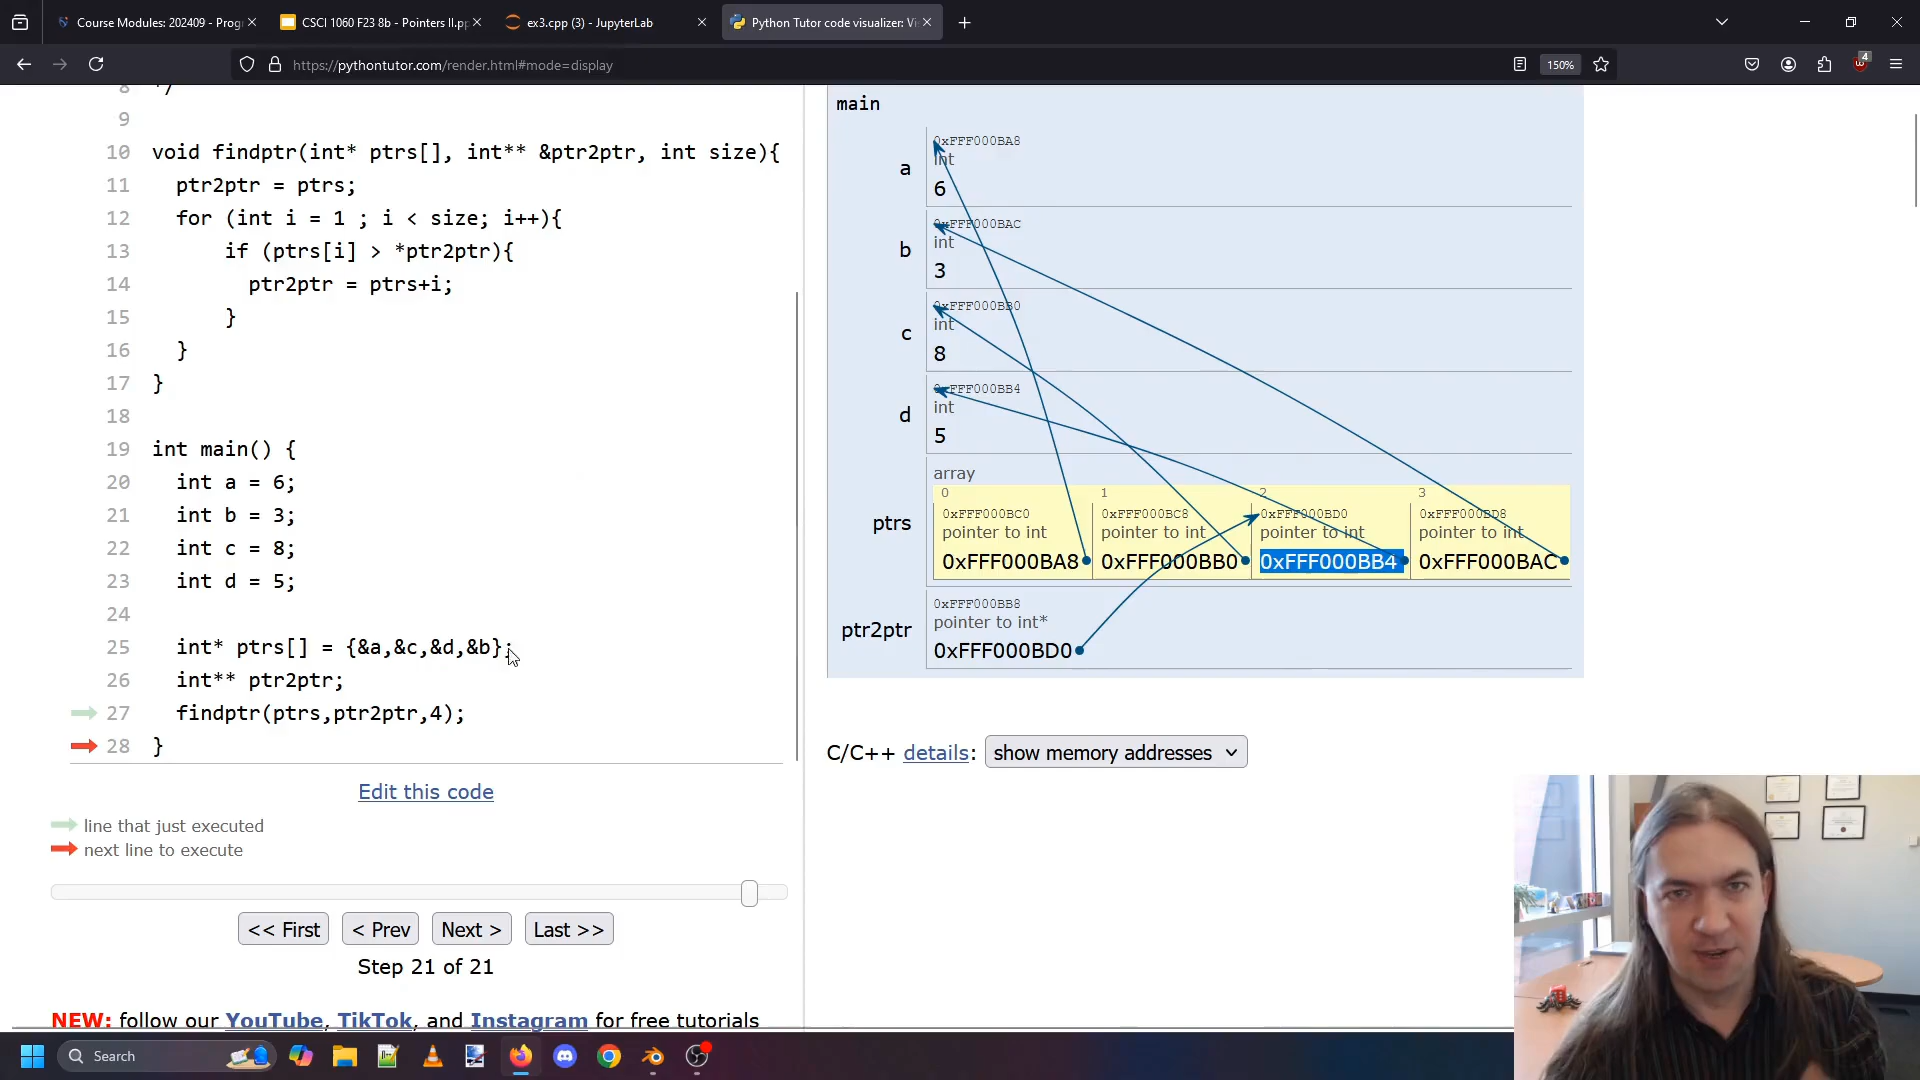 Course Modules: 202409 - Prog
CSCI 1060 F23 8b - Pointers II.pp
ex3.cpp (3) - JupyterLab
Python Tutor code visualizer: Vi
https://pythontutor.com/render.html#mode=display
150%
4
8 */
9
10 void findptr(int* ptrs[], int** &ptr2ptr, int size){
11 ptr2ptr = ptrs;
12 for (int i = 1 ; i < size; i++){
13 if (ptrs[i] > *ptr2ptr){
14 ptr2ptr = ptrs+i;
15 }
16 }
17 }
18
19 int main() {
20 int a = 6;
21 int b = 3;
22 int c = 8;
23 int d = 5;
24
25 int* ptrs[] = {&a,&c,&d,&b};
26 int** ptr2ptr;
27 findptr(ptrs,ptr2ptr,4);
28 }
Edit this code
line that just executed
next line to execute
<< First < Prev Next > Last >>
Step 21 of 21
NEW: follow our YouTube, TikTok, and Instagram for free tutorials
main
0xFFF000BA8
int
a
6
0xFFF000BAC
int
b
3
0xFFF000BB0
int
c
8
0xFFF000BB4
int
d
5
array
0 1 2 3
0xFFF000BC0 0xFFF000BC8 0xFFF000BD0 0xFFF000BD8
ptrs
pointer to int pointer to int pointer to int pointer to int
0xFFF000BA8 0xFFF000BB0 0xFFF000BB4 0xFFF000BAC
0xFFF000BB8
pointer to int*
ptr2ptr
0xFFF000BD0
C/C++ details: show memory addresses
Search